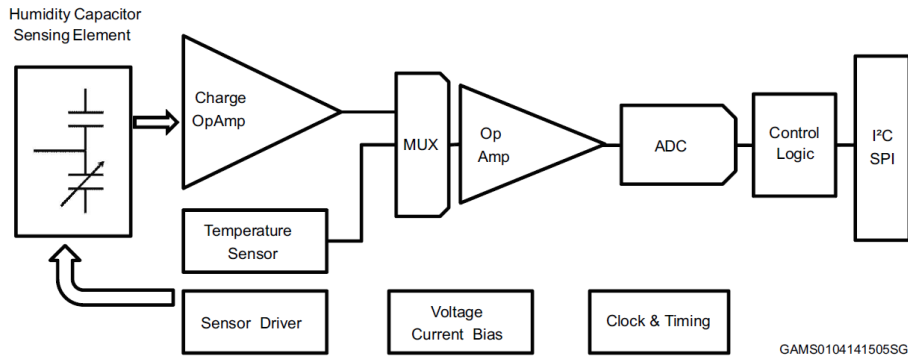 Humidity Capacitor
Sensing Element
Charge
OpAmp
MUX
Op
Amp
ADC
Control
Logic
I²C
SPI
Temperature
Sensor
Sensor Driver
Voltage
Current Bias
Clock & Timing
GAMS0104141505SG